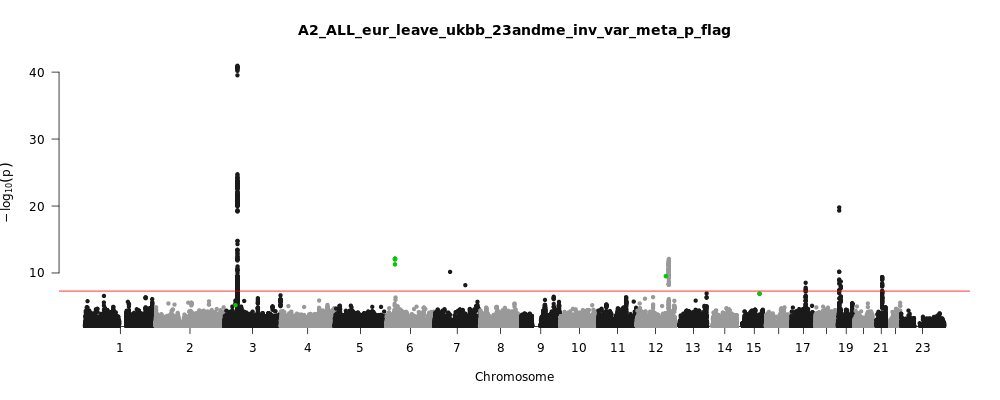 A2_ALL_eur_leave_ukbb_23andme_inv_var_meta_p_flag
40
30
20
10
−log₁₀(p)
1 2 3 4 5 6 7 8 9 10 11 12 13 14 15 17 19 21 23
Chromosome